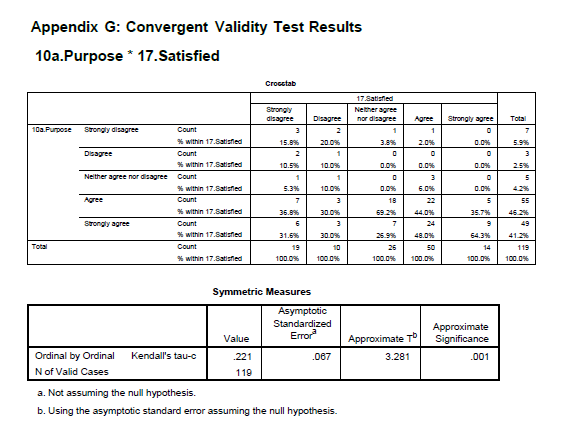 Appendix G: Convergent Validity Test Results
10a.Purpose * 17.Satisfied
Crosstab
17.Satisfied
Strongly disagree Disagree Neither agree nor disagree Agree Strongly agree Total
10a.Purpose Strongly disagree Count 3 2 1 1 0 7
% within 17.Satisfied 15.8% 20.0% 3.8% 2.0% 0.0% 5.9%
Disagree Count 2 1 0 0 0 3
% within 17.Satisfied 10.5% 10.0% 0.0% 0.0% 0.0% 2.5%
Neither agree nor disagree Count 1 1 0 3 0 5
% within 17.Satisfied 5.3% 10.0% 0.0% 6.0% 0.0% 4.2%
Agree Count 7 3 18 22 5 55
% within 17.Satisfied 36.8% 30.0% 69.2% 44.0% 35.7% 46.2%
Strongly agree Count 6 3 7 24 9 49
% within 17.Satisfied 31.6% 30.0% 26.9% 48.0% 64.3% 41.2%
Total Count 19 10 26 50 14 119
% within 17.Satisfied 100.0% 100.0% 100.0% 100.0% 100.0% 100.0%
Symmetric Measures
Value Asymptotic Standardized Errorᵃ Approximate Tᵇ Approximate Significance
Ordinal by Ordinal Kendall's tau-c .221 .067 3.281 .001
N of Valid Cases 119
a. Not assuming the null hypothesis.
b. Using the asymptotic standard error assuming the null hypothesis.